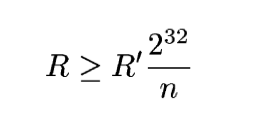 R ≥ R′ 2^{32}/n